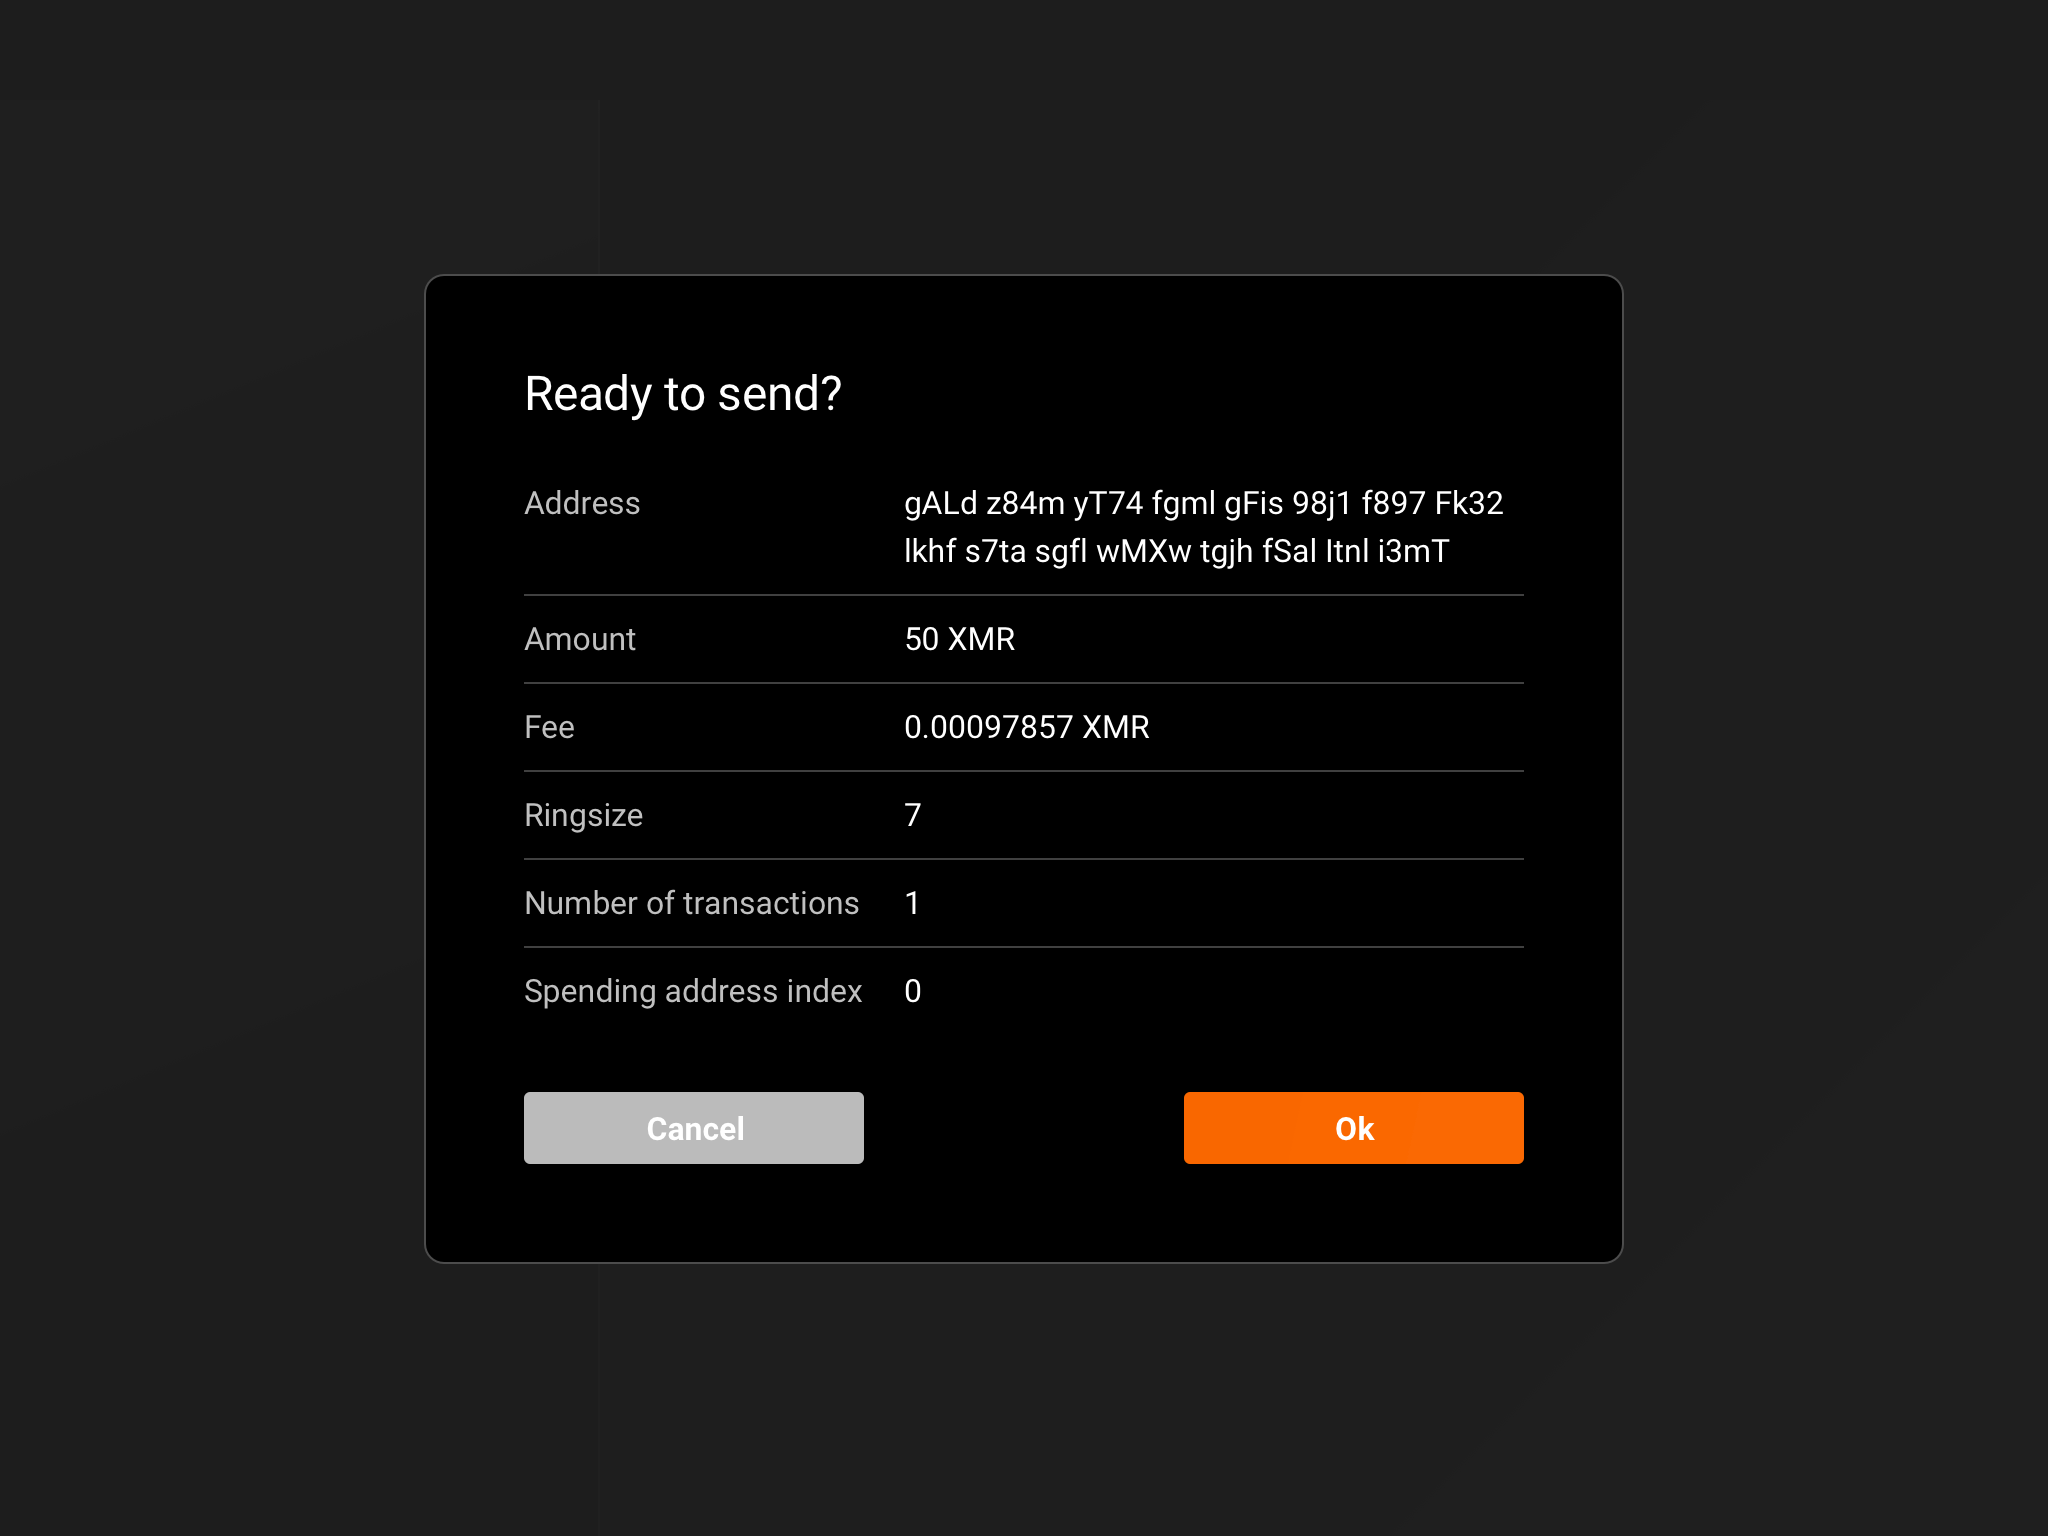 Ready to send?
Address
gALd z84m yT74 fgml gFis 98j1 f897 Fk32
lkhf s7ta sgfl wMXw tgjh fSal ltnl i3mT
Amount
50 XMR
Fee
0.00097857 XMR
Ringsize
7
Number of transactions
1
Spending address index
0
Cancel
Ok